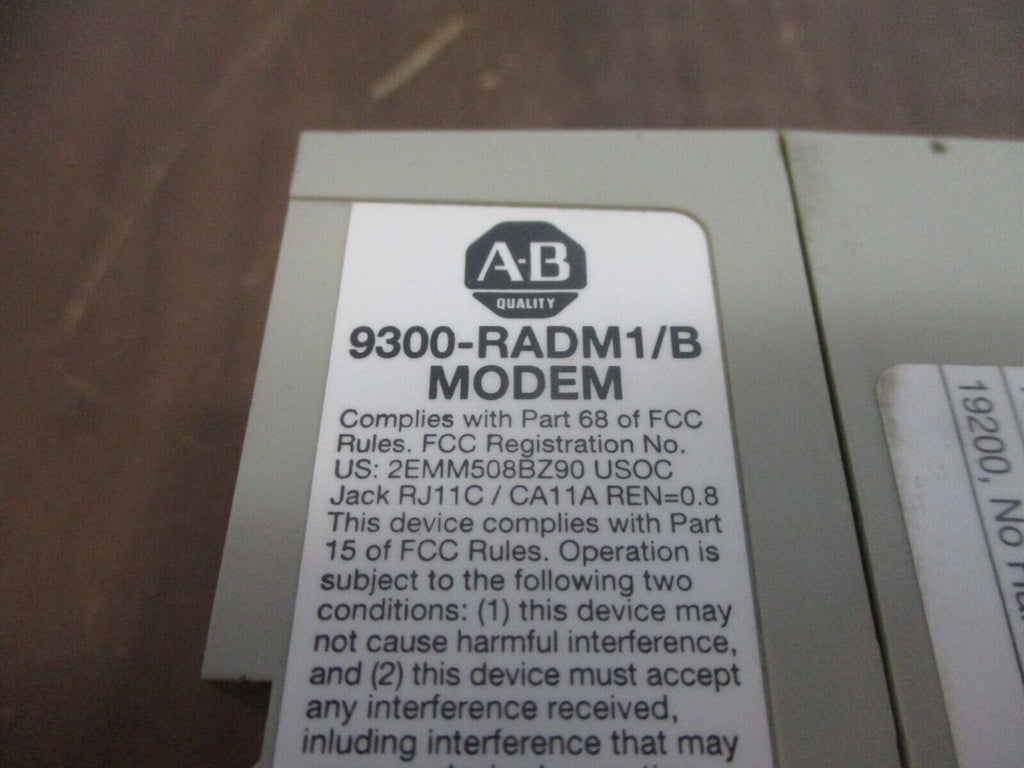 A-B
QUALITY
9300-RADM1/B
MODEM
Complies with Part 68 of FCC
Rules. FCC Registration No.
US: 2EMM508BZ90 USOC
Jack RJ11C / CA11A REN=0.8
This device complies with Part
15 of FCC Rules. Operation is
subject to the following two
conditions: (1) this device may
not cause harmful interference,
and (2) this device must accept
any interference received,
inluding interference that may
19200, No